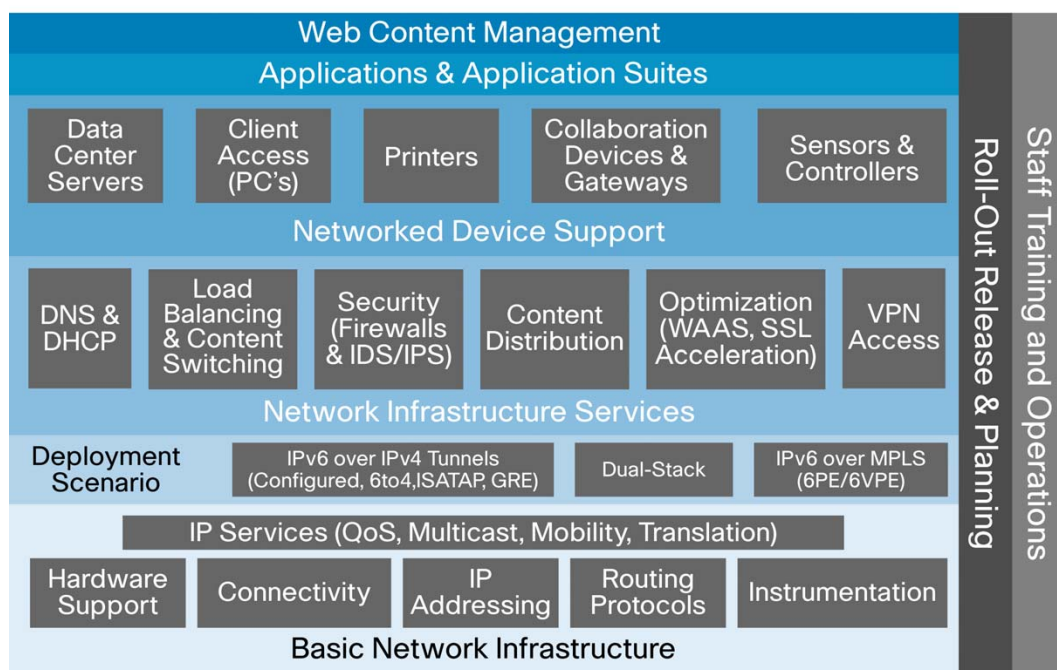 Web Content Management
Applications & Application Suites
Data
Center
Servers
Client
Access
(PC's)
Printers
Collaboration
Devices &
Gateways
Sensors &
Controllers
Networked Device Support
DNS &
DHCP
Load
Balancing
& Content
Switching
Security
(Firewalls
& IDS/IPS)
Content
Distribution
Optimization
(WAAS, SSL
Acceleration)
VPN
Access
Network Infrastructure Services
Deployment
Scenario
IPv6 over IPv4 Tunnels
(Configured, 6to4,ISATAP, GRE)
Dual-Stack
IPv6 over MPLS
(6PE/6VPE)
IP Services (QoS, Multicast, Mobility, Translation)
Hardware
Support
Connectivity
IP
Addressing
Routing
Protocols
Instrumentation
Basic Network Infrastructure
Roll-Out Release & Planning
Staff Training and Operations